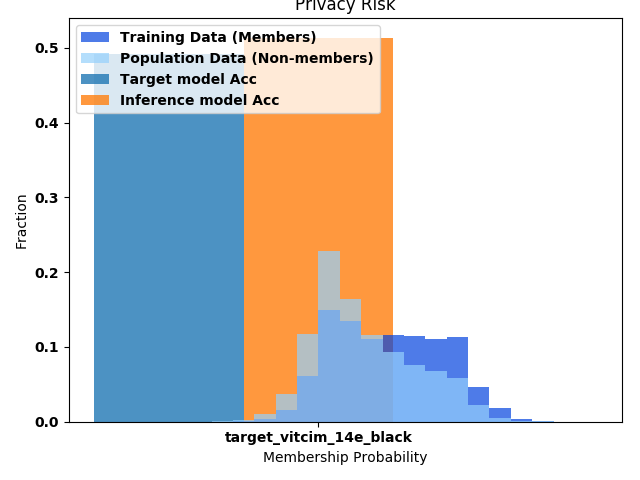 Privacy Risk
Training Data (Members)
Population Data (Non-members)
Target model Acc
Inference model Acc
0.5
0.4
0.3
0.2
0.1
0.0
Fraction
target_vitcim_14e_black
Membership Probability